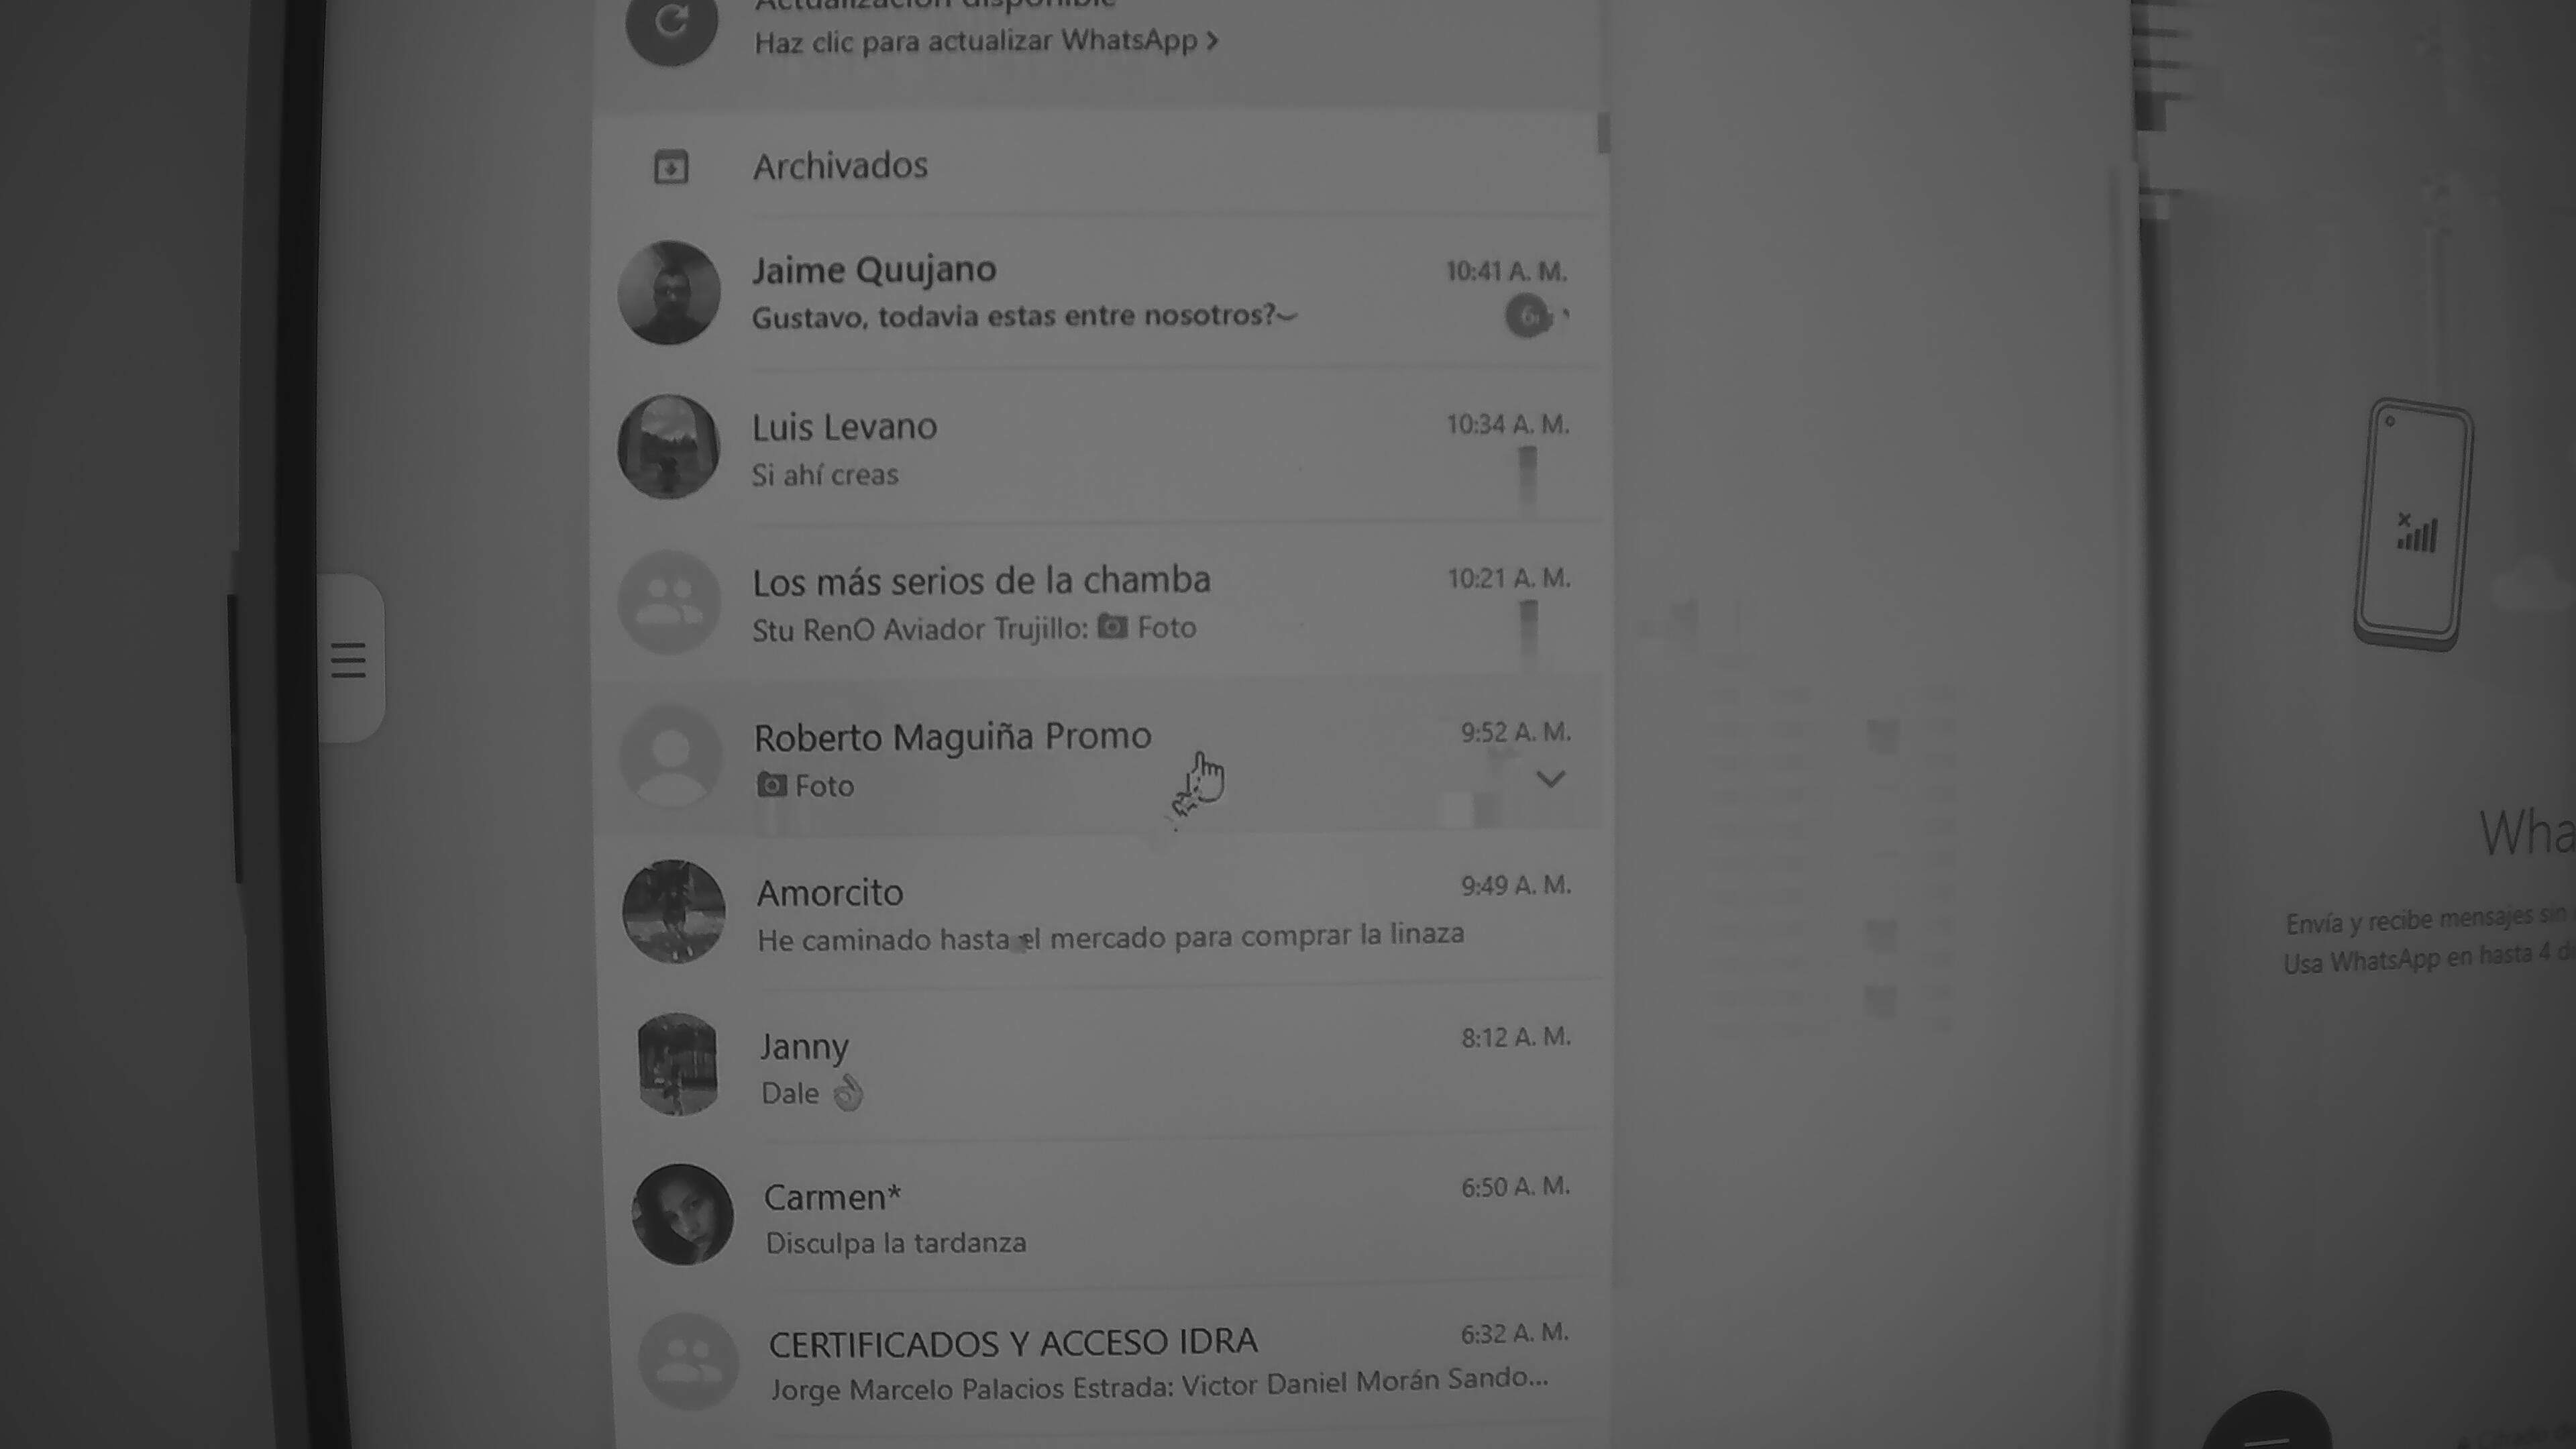 Actualización disponible
Haz clic para actualizar WhatsApp >
Archivados
Jaime Quujano
10:41 A. M.
Gustavo, todavia estas entre nosotros?
Luis Levano
10:34 A. M.
Si ahí creas
Los más serios de la chamba
10:21 A. M.
Stu RenO Aviador Trujillo: Foto
Roberto Maguiña Promo
9:52 A. M.
Foto
Amorcito
9:49 A. M.
He caminado hasta el mercado para comprar la linaza
Janny
8:12 A. M.
Dale 👌
Carmen*
6:50 A. M.
Disculpa la tardanza
CERTIFICADOS Y ACCESO IDRA
6:32 A. M.
Jorge Marcelo Palacios Estrada: Victor Daniel Morán Sando...
Wha
Envía y recibe mensajes sin
Usa WhatsApp en hasta 4 di